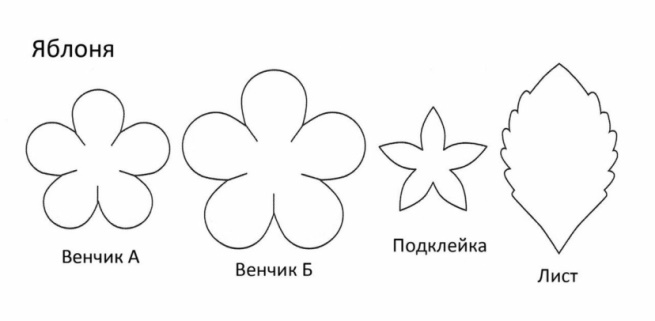 Яблоня
Венчик А
Венчик Б
Подклейка
Лист